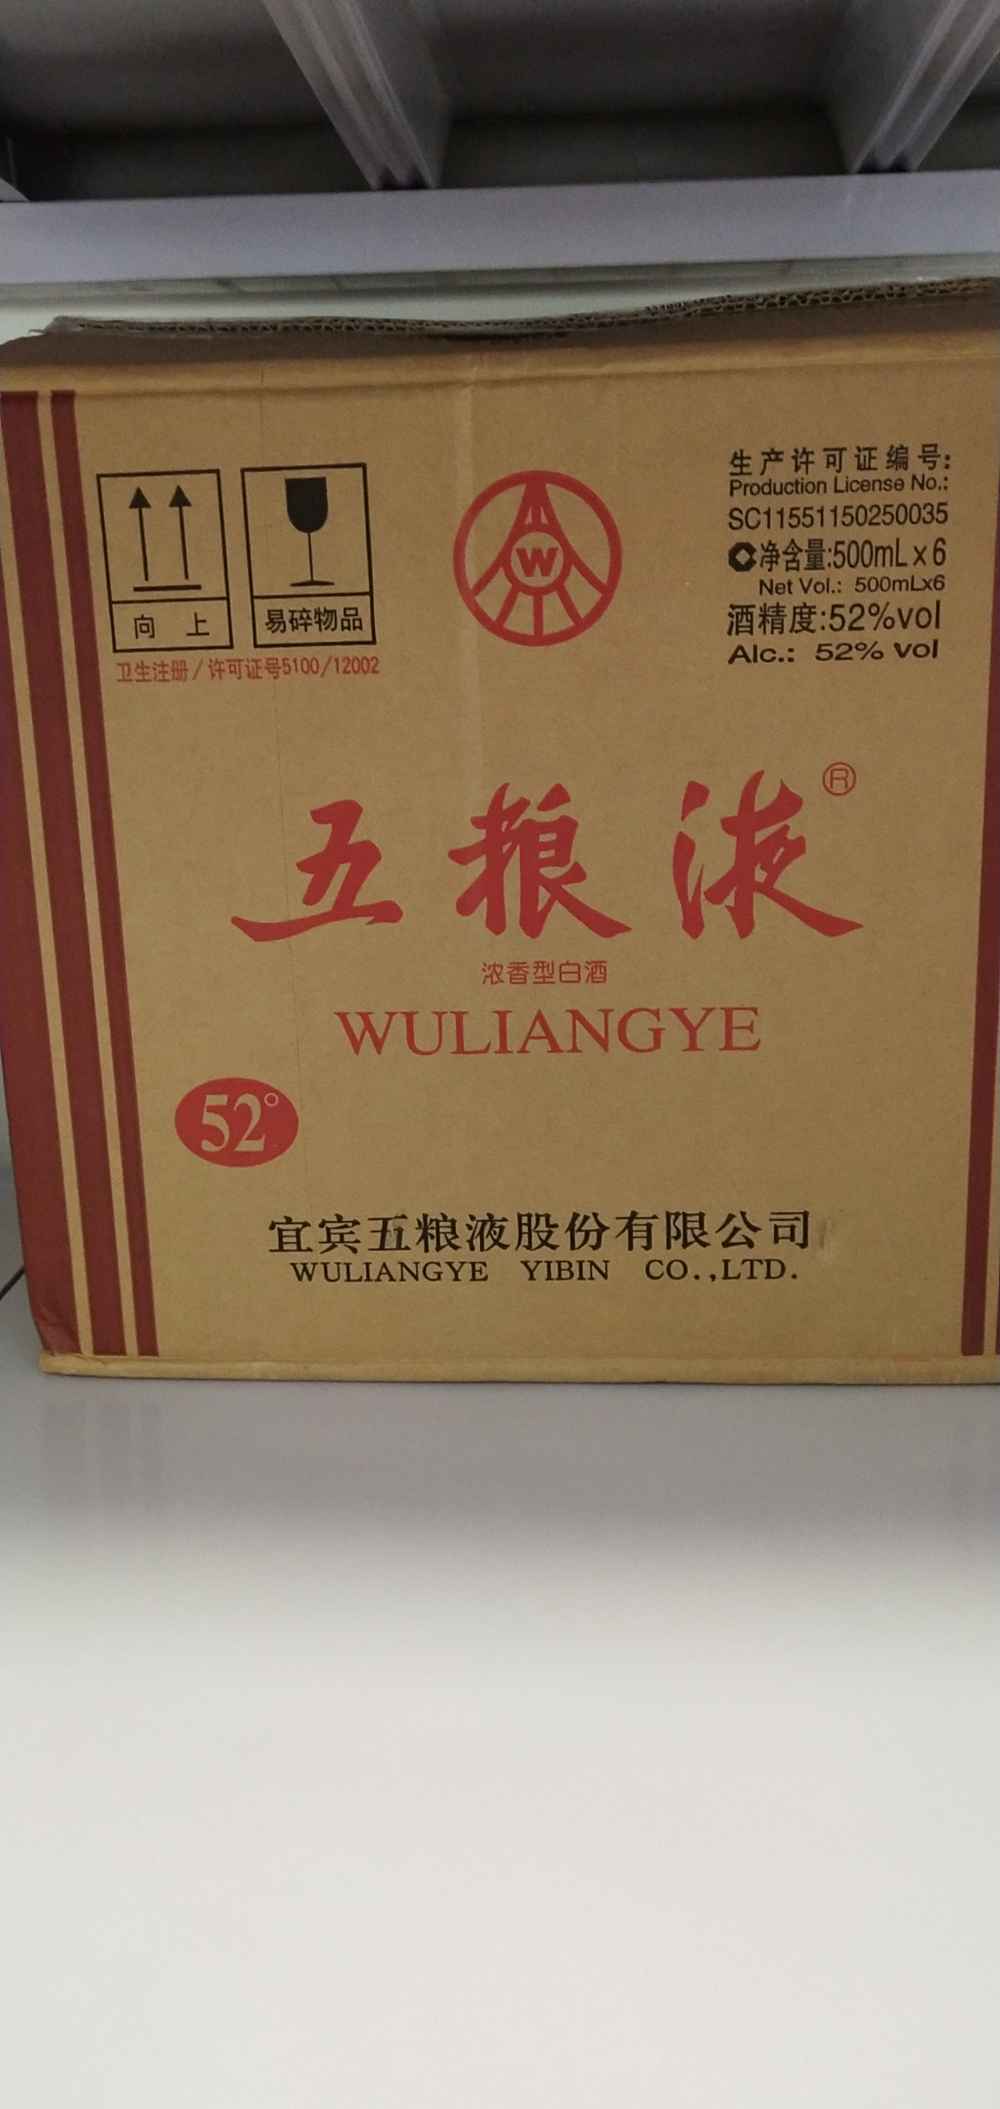 向 上
易碎物品
卫生注册/许可证号5100/12002
W
生产许可证编号:
Production License No.:
SC11551150250035
净含量:500mL x 6
Net Vol.: 500mLx6
酒精度:52%vol
Alc.: 52% vol
五粮液®
浓香型白酒
WULIANGYE
52°
宜宾五粮液股份有限公司
WULIANGYE YIBIN CO.,LTD.